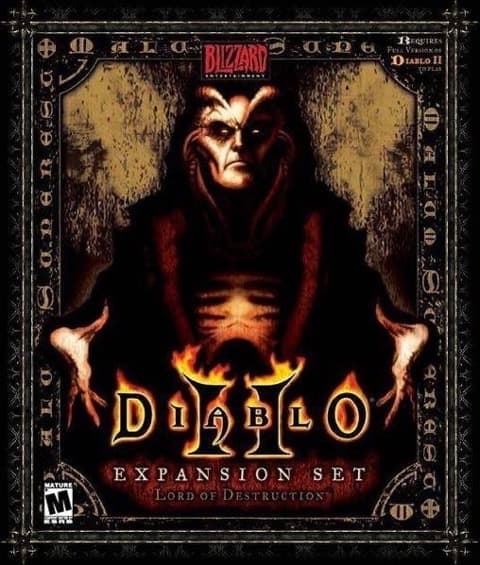 BLIZZARD
ENTERTAINMENT
REQUIRES
FULL VERSION OF
DIABLO II
TO PLAY
DIABLO
II
EXPANSION SET
LORD OF DESTRUCTION
MATURE
M
ESRB